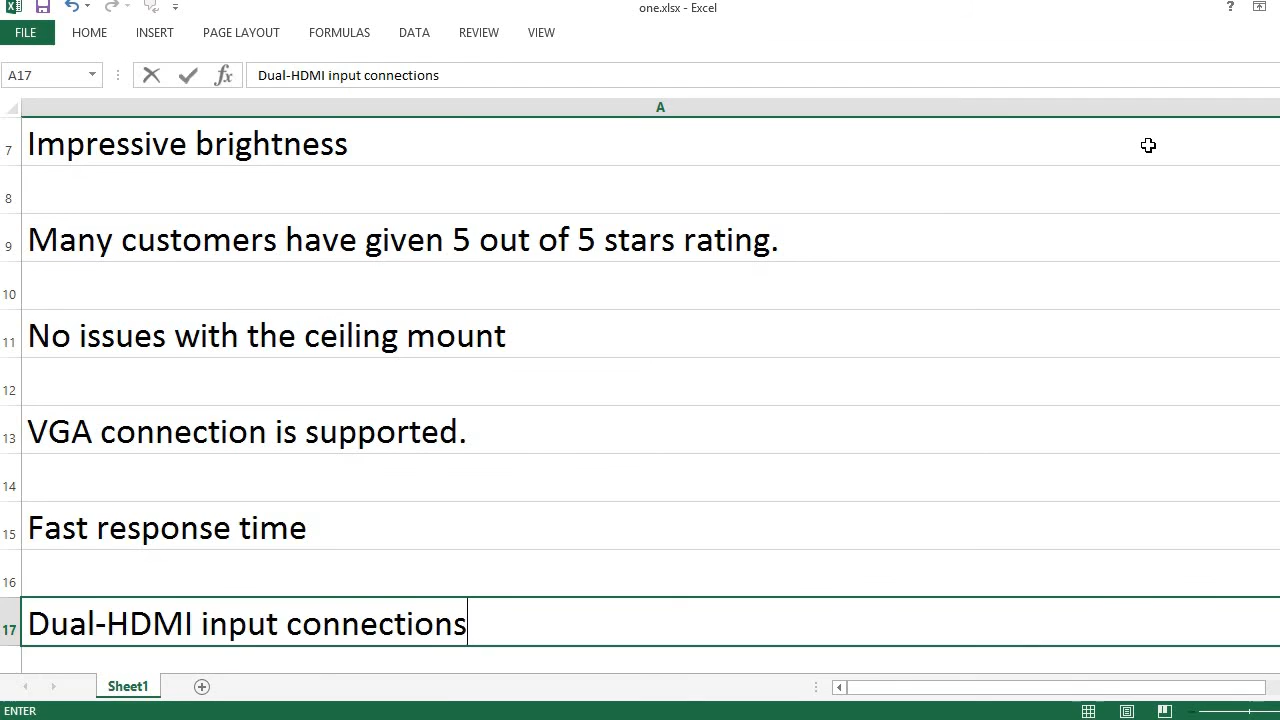 one.xlsx - Excel
?
FILE HOME INSERT PAGE LAYOUT FORMULAS DATA REVIEW VIEW
A17 fx Dual-HDMI input connections
A
7 Impressive brightness
8
9 Many customers have given 5 out of 5 stars rating.
10
11 No issues with the ceiling mount
12
13 VGA connection is supported.
14
15 Fast response time
16
17 Dual-HDMI input connections
Sheet1
ENTER